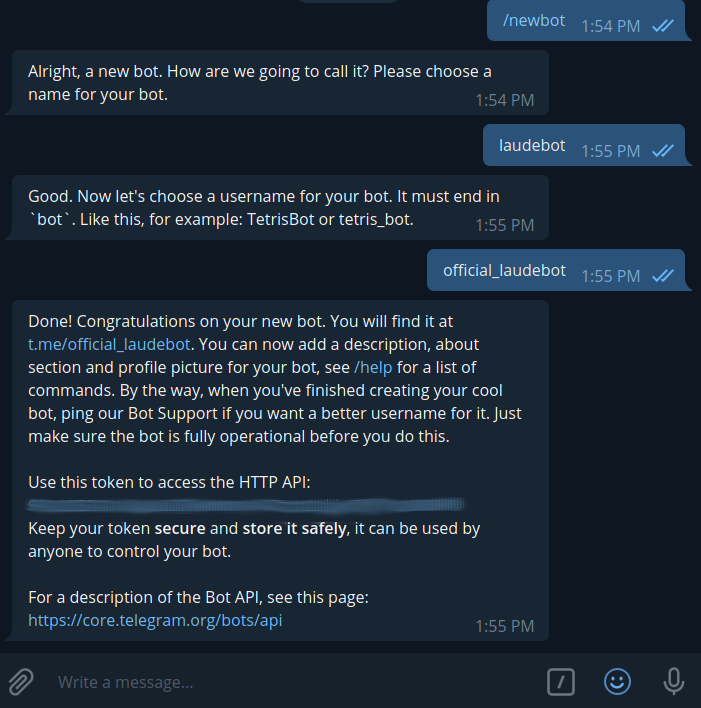 /newbot 1:54 PM
Alright, a new bot. How are we going to call it? Please choose a
name for your bot. 1:54 PM
laudebot 1:55 PM
Good. Now let's choose a username for your bot. It must end in
`bot`. Like this, for example: TetrisBot or tetris_bot. 1:55 PM
official_laudebot 1:55 PM
Done! Congratulations on your new bot. You will find it at
t.me/official_laudebot. You can now add a description, about
section and profile picture for your bot, see /help for a list of
commands. By the way, when you've finished creating your cool
bot, ping our Bot Support if you want a better username for it. Just
make sure the bot is fully operational before you do this.
Use this token to access the HTTP API:
Keep your token secure and store it safely, it can be used by
anyone to control your bot.
For a description of the Bot API, see this page:
https://core.telegram.org/bots/api 1:55 PM
Write a message...